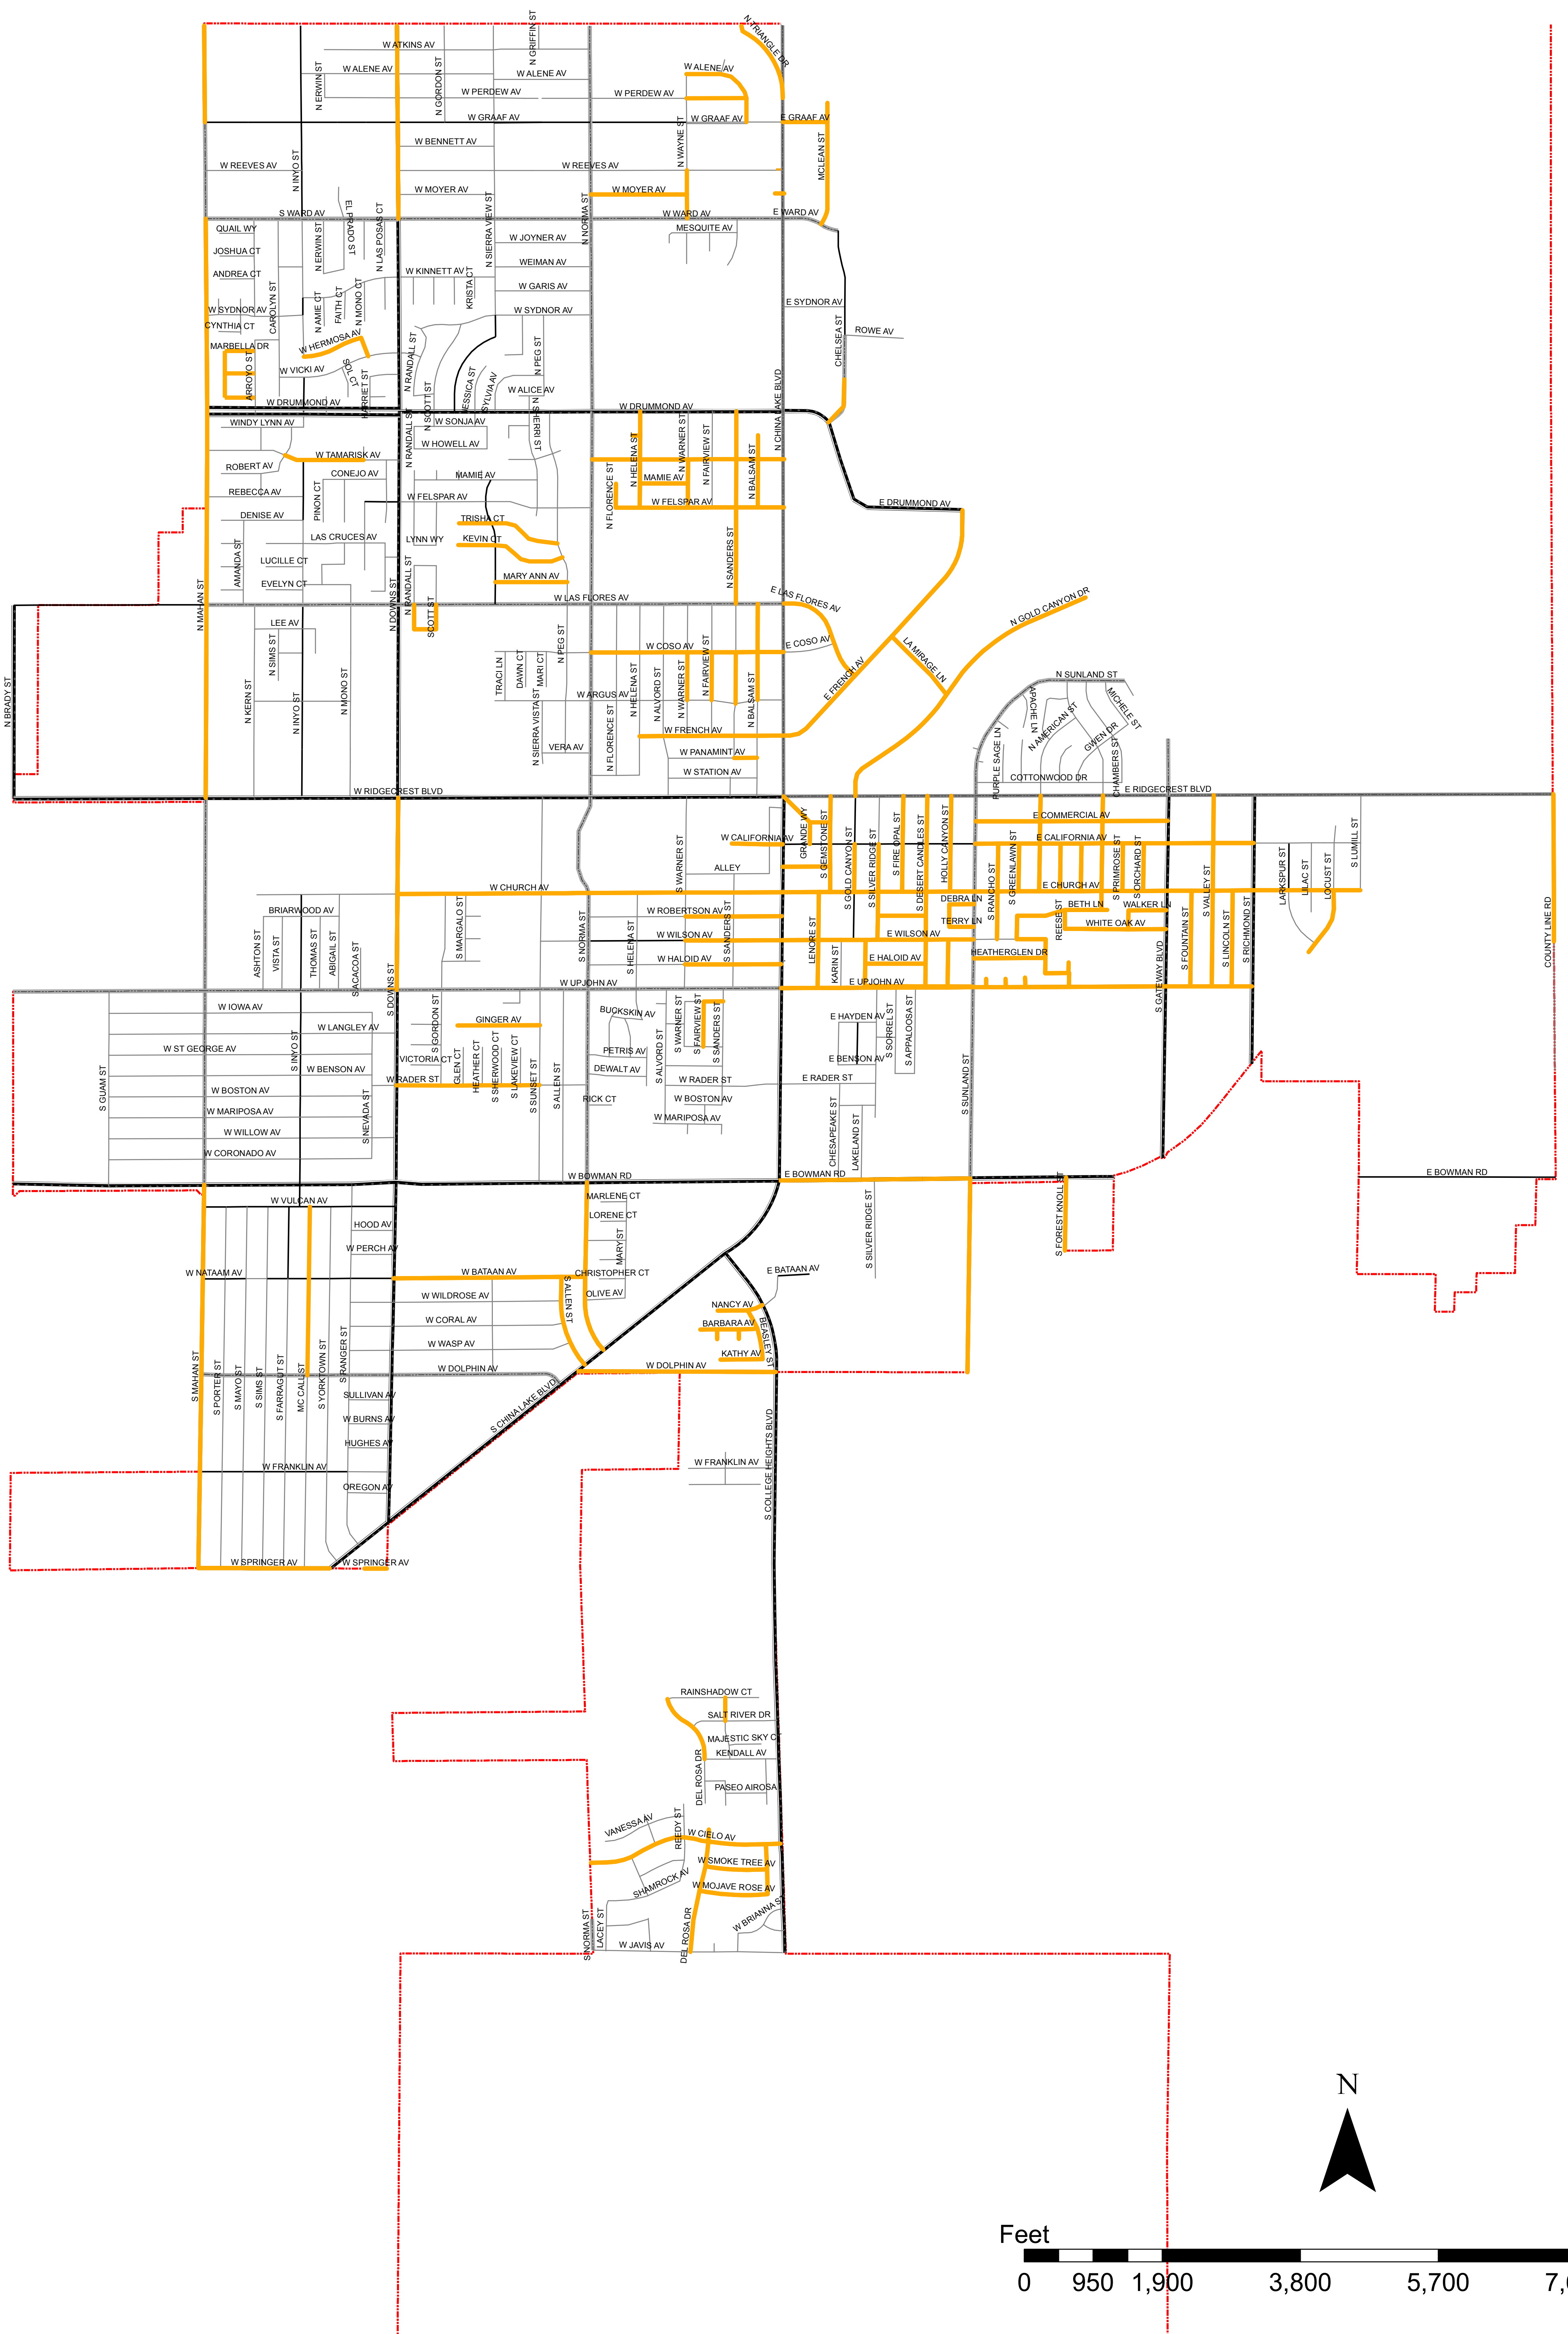 N TRIANGLE DR
N GRIFFIN ST
W ATKINS AV
W ALENE AV
W ALENE AV
W ALENE AV
N ERWIN ST
N GORDON ST
W PERDEW AV
W PERDEW AV
W GRAAF AV
W GRAAF AV
E GRAAF AV
W BENNETT AV
N WAYNE ST
MCLEAN ST
N INYO ST
W REEVES AV
W REEVES AV
W MOYER AV
W MOYER AV
S WARD AV
W WARD AV
E WARD AV
EL PRADO ST
N LAS POSAS CT
N SIERRA VIEW ST
N NORMA ST
QUAIL WY
MESQUITE AV
JOSHUA CT
N ERWIN ST
W JOYNER AV
ANDREA CT
W KINNETT AV
KRISTA CT
WEIMAN AV
CAROLYN ST
N AMIE CT
FAITH CT
N MONO CT
W GARIS AV
E SYDNOR AV
W SYDNOR AV
W SYDNOR AV
CYNTHIA CT
ROWE AV
CHELSEA ST
MARBELLA DR
W HERMOSA AV
N RANDALL ST
N PEG ST
ARROYO ST
W VICKI AV
SOL CT
HARRIET ST
N SCOTT ST
JESSICA ST
SYLVIA AV
W ALICE AV
N CHINA LAKE BLVD
W DRUMMOND AV
W DRUMMOND AV
WINDY LYNN AV
N RANDALL ST
W SONJA AV
N SHERRI ST
W HOWELL AV
N HELENA ST
N WARNER ST
N FAIRVIEW ST
N BALSAM ST
W TAMARISK AV
ROBERT AV
CONEJO AV
MAMIE AV
MAMIE AV
REBECCA AV
PINON CT
W FELSPAR AV
W FELSPAR AV
N FLORENCE ST
E DRUMMOND AV
DENISE AV
TRISHA CT
LAS CRUCES AV
LYNN WY
KEVIN CT
AMANDA ST
LUCILLE CT
N SANDERS ST
EVELYN CT
MARY ANN AV
N MAHAN ST
N DOWNS ST
N RANDALL ST
SCOTT ST
W LAS FLORES AV
E LAS FLORES AV
N GOLD CANYON DR
LEE AV
N SIMS ST
N PEG ST
W COSO AV
E COSO AV
LA MIRAGE LN
TRACI LN
DAWN CT
MARI CT
N HELENA ST
N ALVORD ST
N WARNER ST
N FAIRVIEW ST
E FRENCH AV
N SUNLAND ST
N BRADY ST
N KERN ST
N INYO ST
N MONO ST
W ARGUS AV
N SIERRA VISTA ST
N FLORENCE ST
N BALSAM ST
APACHE LN
N AMERICAN ST
MICHELE ST
GWEN DR
W FRENCH AV
VERA AV
W PANAMINT AV
PURPLE SAGE LN
CHAMBERS ST
W STATION AV
COTTONWOOD DR
W RIDGECREST BLVD
E RIDGECREST BLVD
GRANDE WY
S GEMSTONE ST
S GOLD CANYON ST
S SILVER RIDGE ST
S FIRE OPAL ST
S DESERT CANDLES ST
HOLLY CANYON ST
E COMMERCIAL AV
W CALIFORNIA AV
E CALIFORNIA AV
S WARNER ST
ALLEY
S RANCHO ST
S GREENLAWN ST
S PRIMROSE ST
S ORCHARD ST
S VALLEY ST
LARKSPUR ST
LILAC ST
LOCUST ST
S LUMILL ST
W CHURCH AV
E CHURCH AV
DEBRA LN
BETH LN
WALKER LN
BRIARWOOD AV
S MARGALO ST
S NORMA ST
W ROBERTSON AV
TERRY LN
REESE ST
WHITE OAK AV
S HELENA ST
W WILSON AV
S SANDERS ST
E WILSON AV
ASHTON ST
VISTA ST
THOMAS ST
ABIGAIL ST
S ACACOA ST
LENORE ST
KARIN ST
W HALOID AV
E HALOID AV
HEATHERGLEN DR
S FOUNTAIN ST
S LINCOLN ST
S RICHMOND ST
COUNTY LINE RD
S DOWNS ST
W UPJOHN AV
E UPJOHN AV
S GATEWAY BLVD
W IOWA AV
GINGER AV
S GORDON ST
BUCKSKIN AV
S WARNER ST
S FAIRVIEW ST
S SANDERS ST
E HAYDEN AV
S SORREL ST
S APPALOOSA ST
W LANGLEY AV
S INYO ST
W ST GEORGE AV
VICTORIA CT
GLEN CT
HEATHER CT
S SHERWOOD CT
S LAKEVIEW CT
S SUNSET ST
S ALLEN ST
PETRIS AV
S ALVORD ST
E BENSON AV
W BENSON AV
DEWALT AV
S GUAM ST
W RADER ST
W RADER ST
E RADER ST
S SUNLAND ST
W BOSTON AV
RICK CT
W BOSTON AV
W MARIPOSA AV
S NEVADA ST
W MARIPOSA AV
CHESAPEAKE ST
LAKELAND ST
W WILLOW AV
W CORONADO AV
W BOWMAN RD
E BOWMAN RD
E BOWMAN RD
W VULCAN AV
MARLENE CT
S FOREST KNOLL ST
LORENE CT
HOOD AV
S SILVER RIDGE ST
W PERCH AV
MARY ST
W NATAAM AV
W BATAAN AV
CHRISTOPHER CT
E BATAAN AV
S ALLEN ST
OLIVE AV
W WILDROSE AV
NANCY AV
W CORAL AV
BARBARA AV
BEASLEY ST
W WASP AV
KATHY AV
W DOLPHIN AV
W DOLPHIN AV
S MAHAN ST
S PORTER ST
S MAYO ST
S SIMS ST
S FARRAGUT ST
MC CALL ST
S YORKTOWN ST
S RANGER ST
SULLIVAN AV
S CHINA LAKE BLVD
W BURNS AV
HUGHES AV
S COLLEGE HEIGHTS BLVD
W FRANKLIN AV
W FRANKLIN AV
OREGON AV
W SPRINGER AV
W SPRINGER AV
RAINSHADOW CT
SALT RIVER DR
MAJESTIC SKY CT
KENDALL AV
DEL ROSA DR
PASEO AIROSA
VANESSA AV
REEDY ST
W CIELO AV
W SMOKE TREE AV
SHAMROCK AV
W MOJAVE ROSE AV
W BRIANNA ST
S NORMA ST
LACEY ST
DEL ROSA DR
W JAVIS AV
N
Feet
0 950 1,900 3,800 5,700